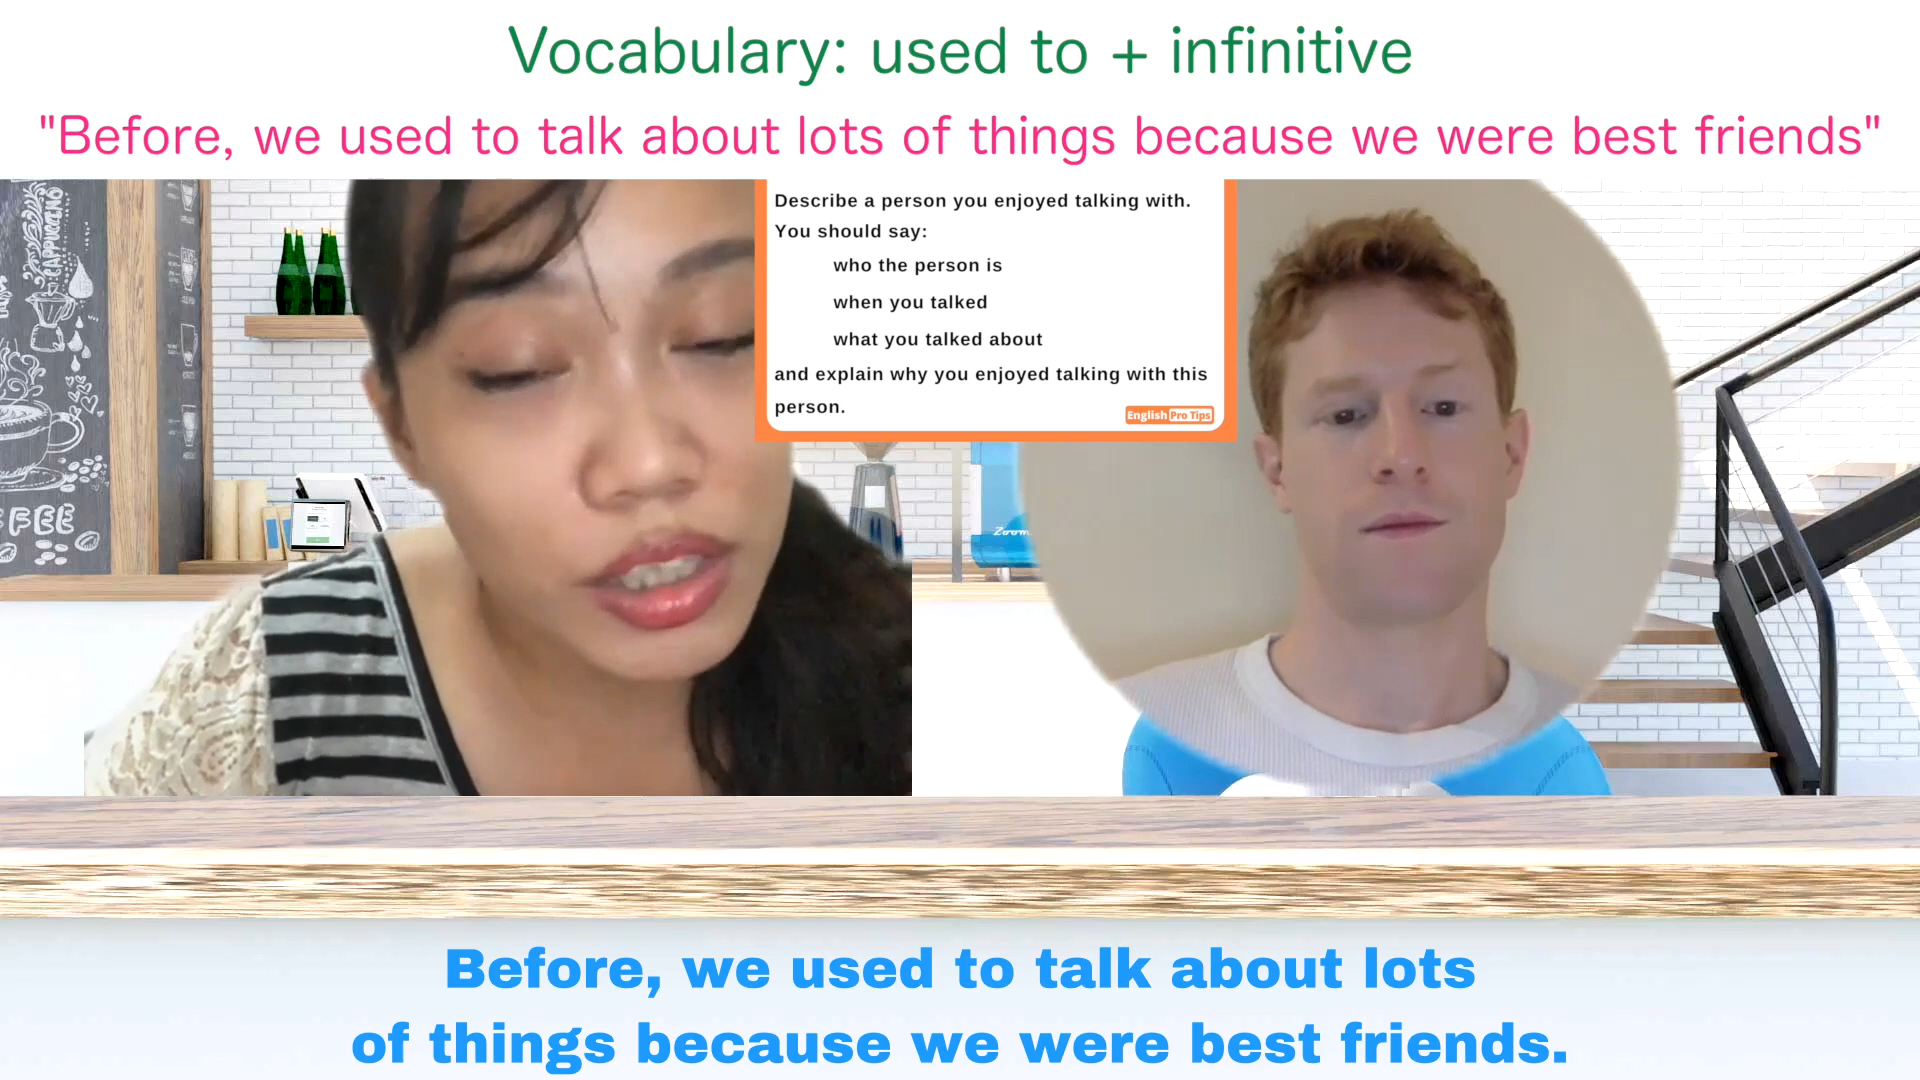 Vocabulary: used to + infinitive
"Before, we used to talk about lots of things because we were best friends"
Describe a person you enjoyed talking with.
You should say:
who the person is
when you talked
what you talked about
and explain why you enjoyed talking with this
person.
English Pro Tips
CAPPUCCINO
FEE
Zoom
Before, we used to talk about lots
of things because we were best friends.